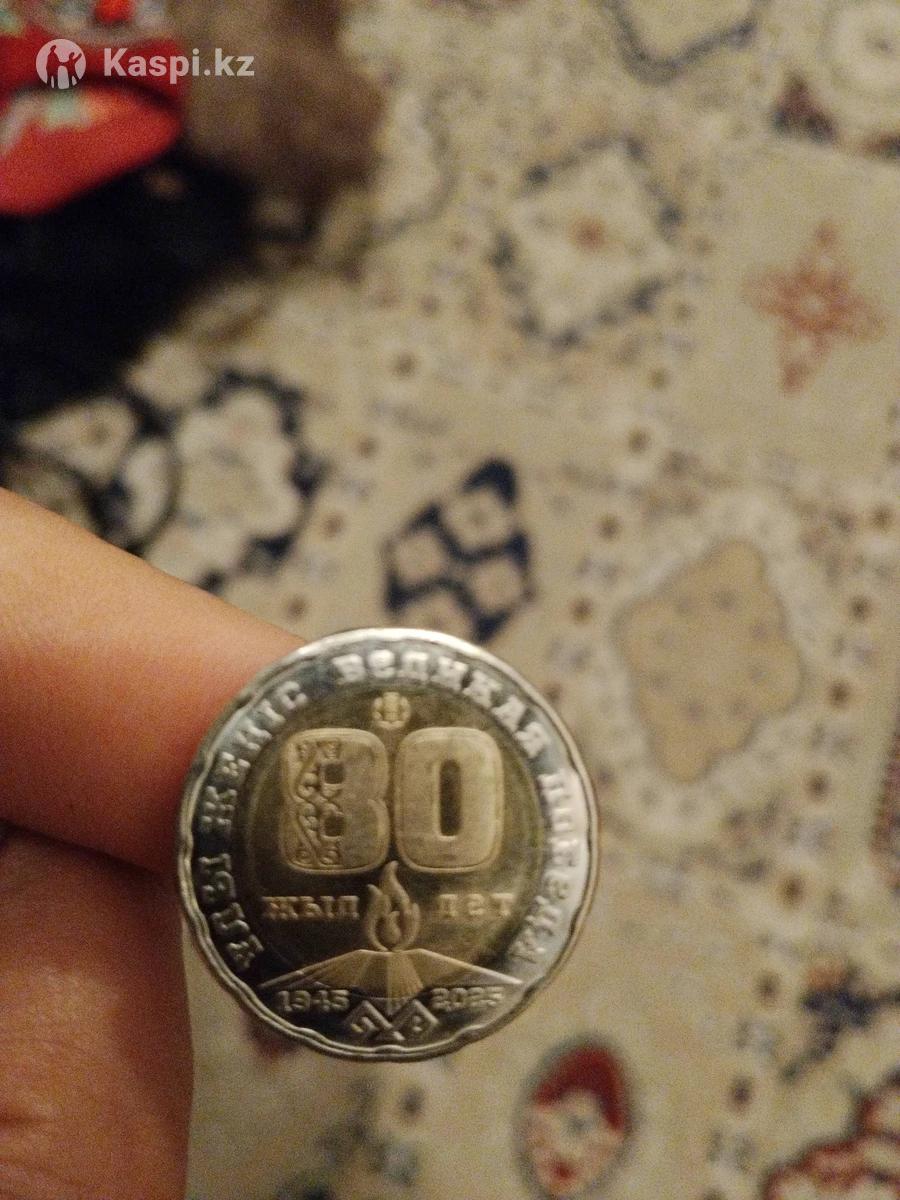 Kaspi.kz
ҰЛЫ ЖЕҢІС ВЕЛИКАЯ ПОБЕДА
80
ЖЫЛ ЛЕТ
1945 2025